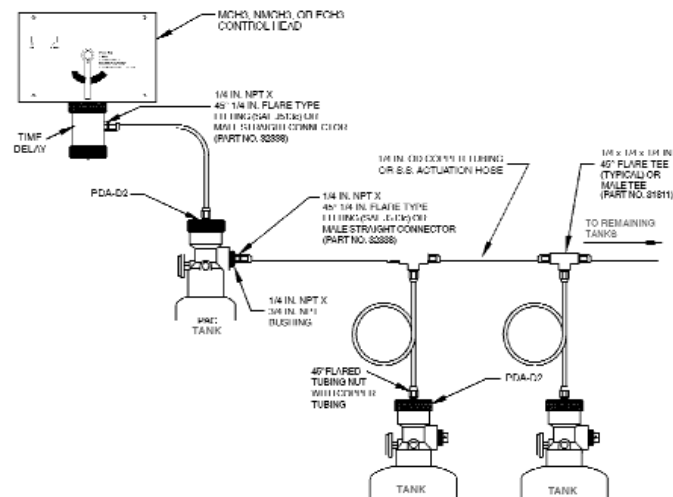 MCH3, NMCH3, OR ECH3
CONTROL HEAD
1/4 IN. NPT X
45° 1/4 IN. FLARE TYPE
FITTING (SAE J513c) OR
MALE STRAIGHT CONNECTOR
(PART NO. 32338)
TIME
DELAY
1/4 IN. OD COPPER TUBING
OR S.S. ACTUATION HOSE
1/4 x 1/4 x 1/4 IN
45° FLARE TEE
(TYPICAL) OR
MALE TEE
(PART NO. 31811)
PDA-D2
1/4 IN. NPT X
45° 1/4 IN. FLARE TYPE
FITTING (SAE J513c) OR
MALE STRAIGHT CONNECTOR
(PART NO. 32338)
TO REMAINING
TANKS
1/4 IN. NPT X
3/4 IN. NPT
BUSHING
PAC
TANK
45° FLARED
TUBING NUT
WITH COPPER
TUBING
PDA-D2
TANK
TANK